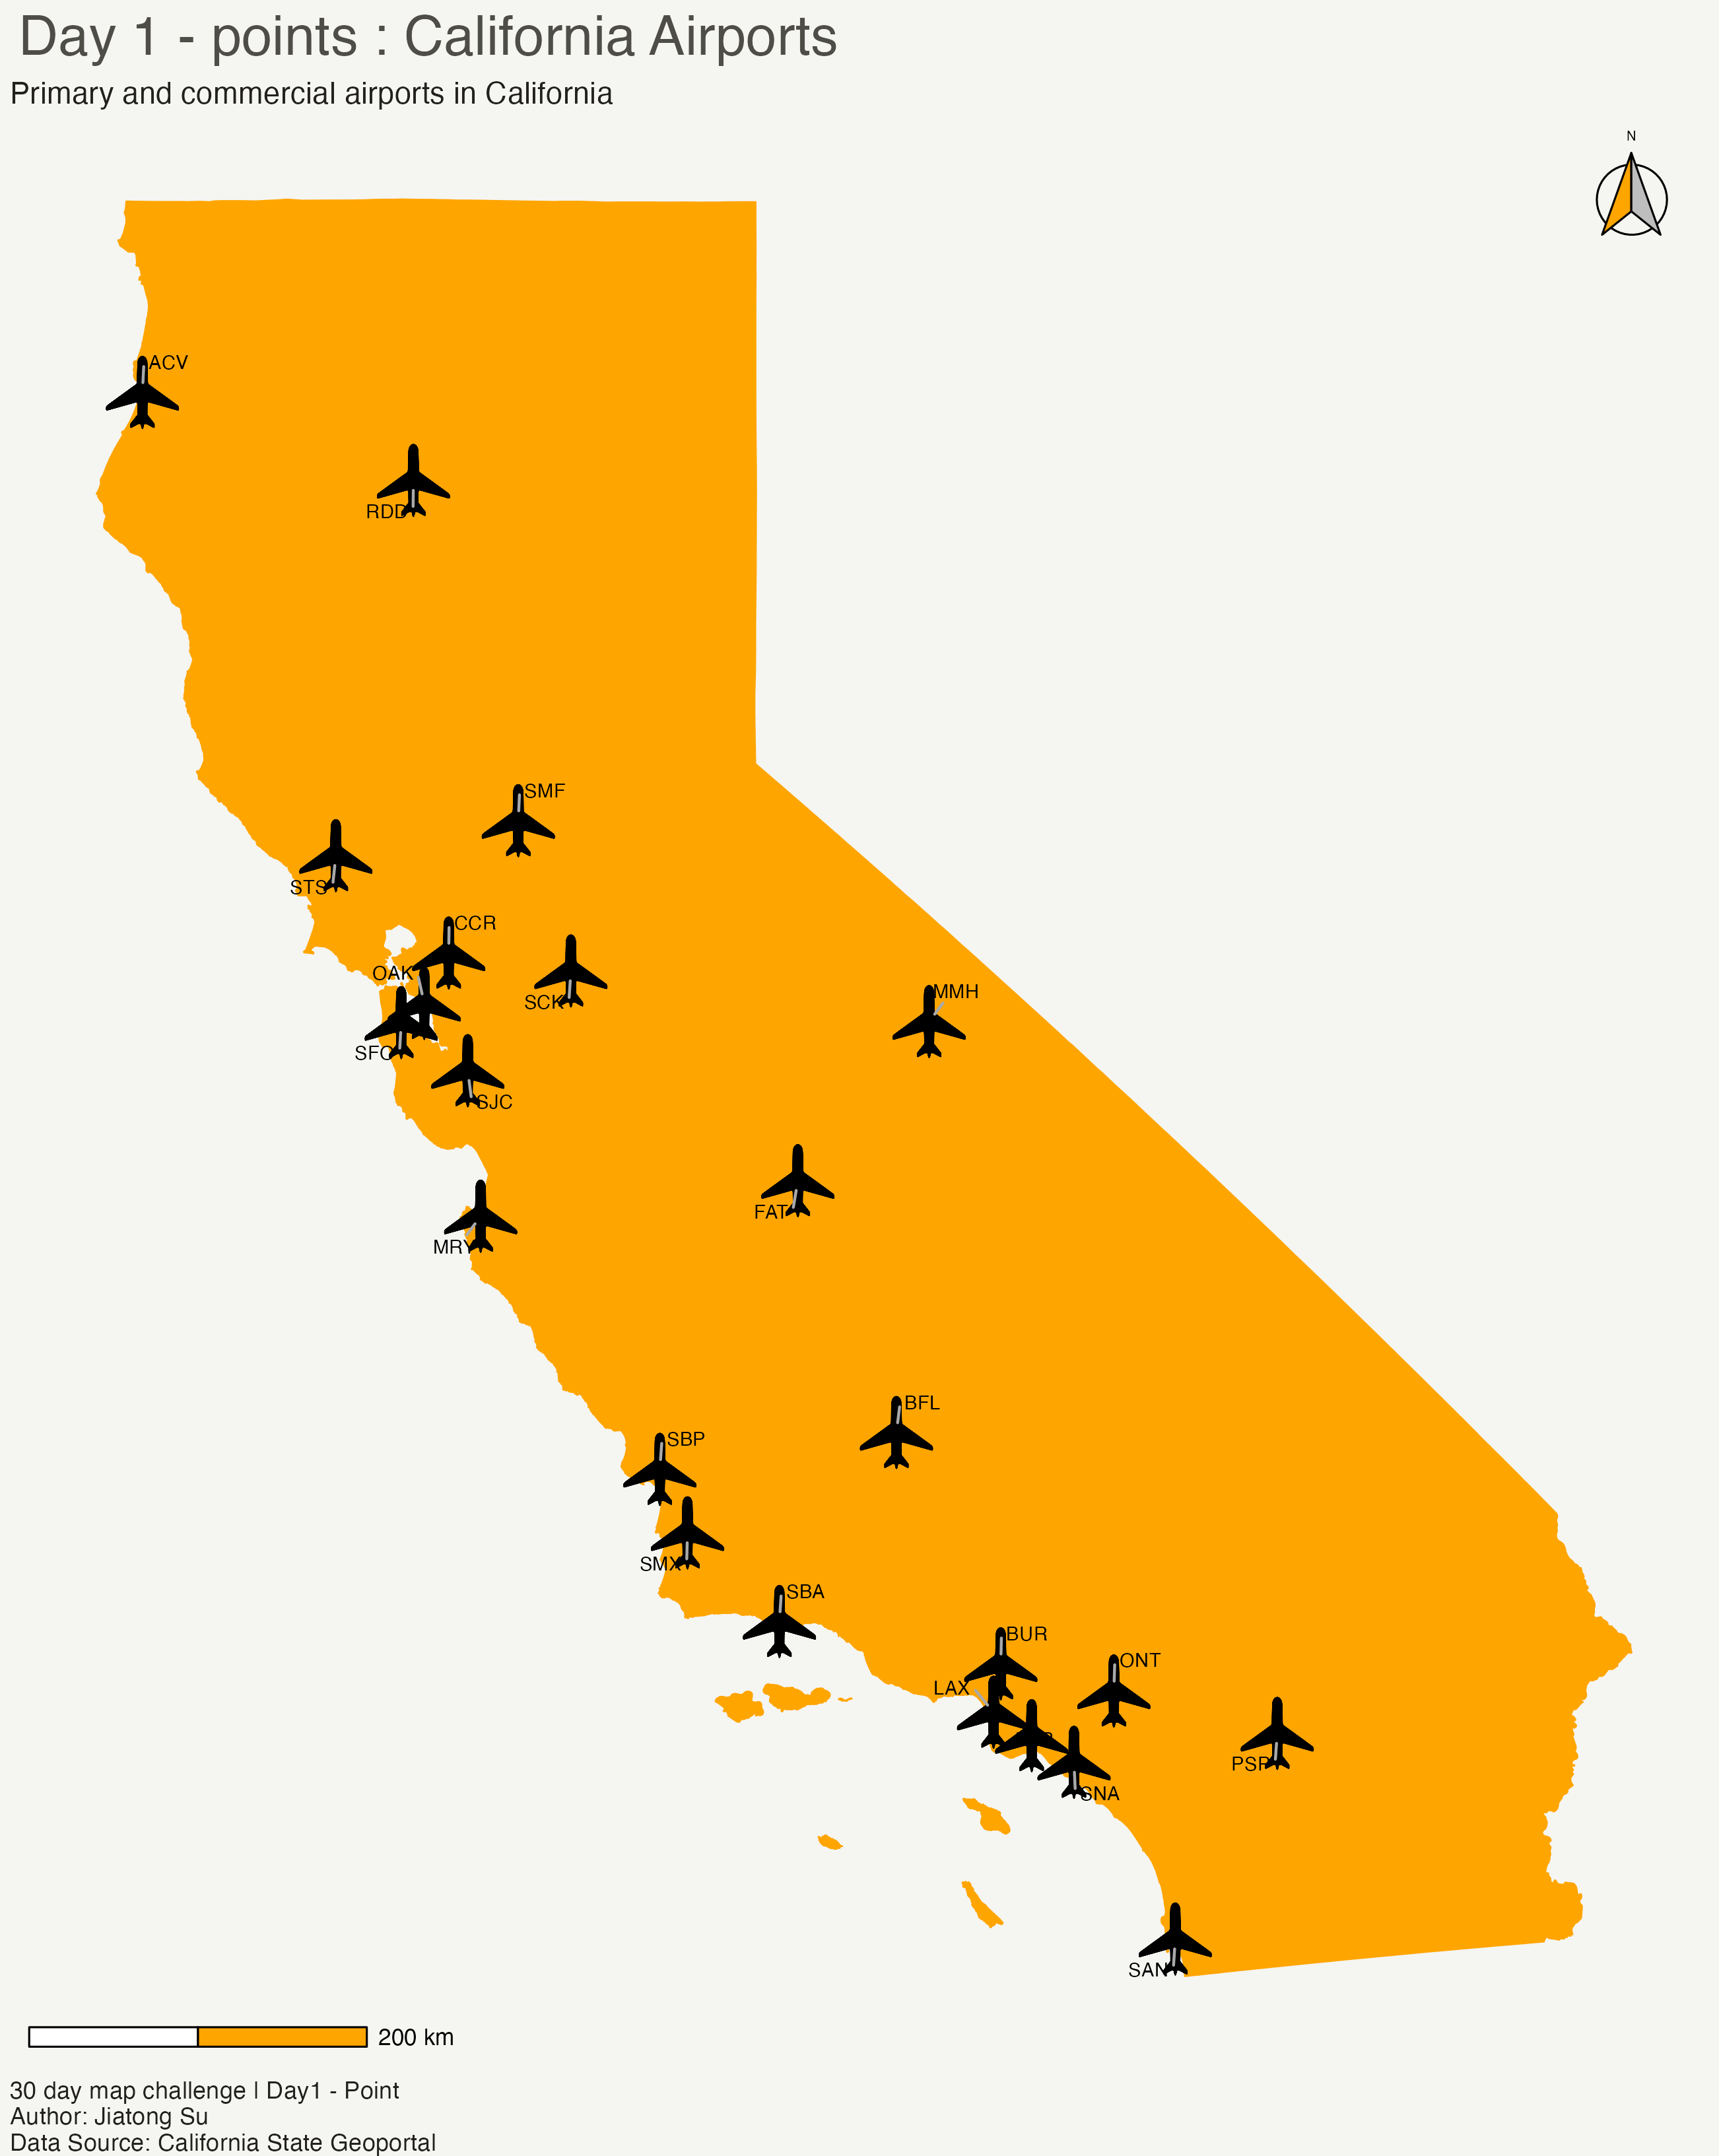 Day 1 - points : California Airports
Primary and commercial airports in California
N
ACV
RDD
SMF
STS
CCR
OAK
SCK
MMH
SFO
SJC
FAT
MRY
BFL
SBP
SMX
SBA
BUR
ONT
LAX
PSP
SNA
SAN
200 km
30 day map challenge | Day1 - Point
Author: Jiatong Su
Data Source: California State Geoportal